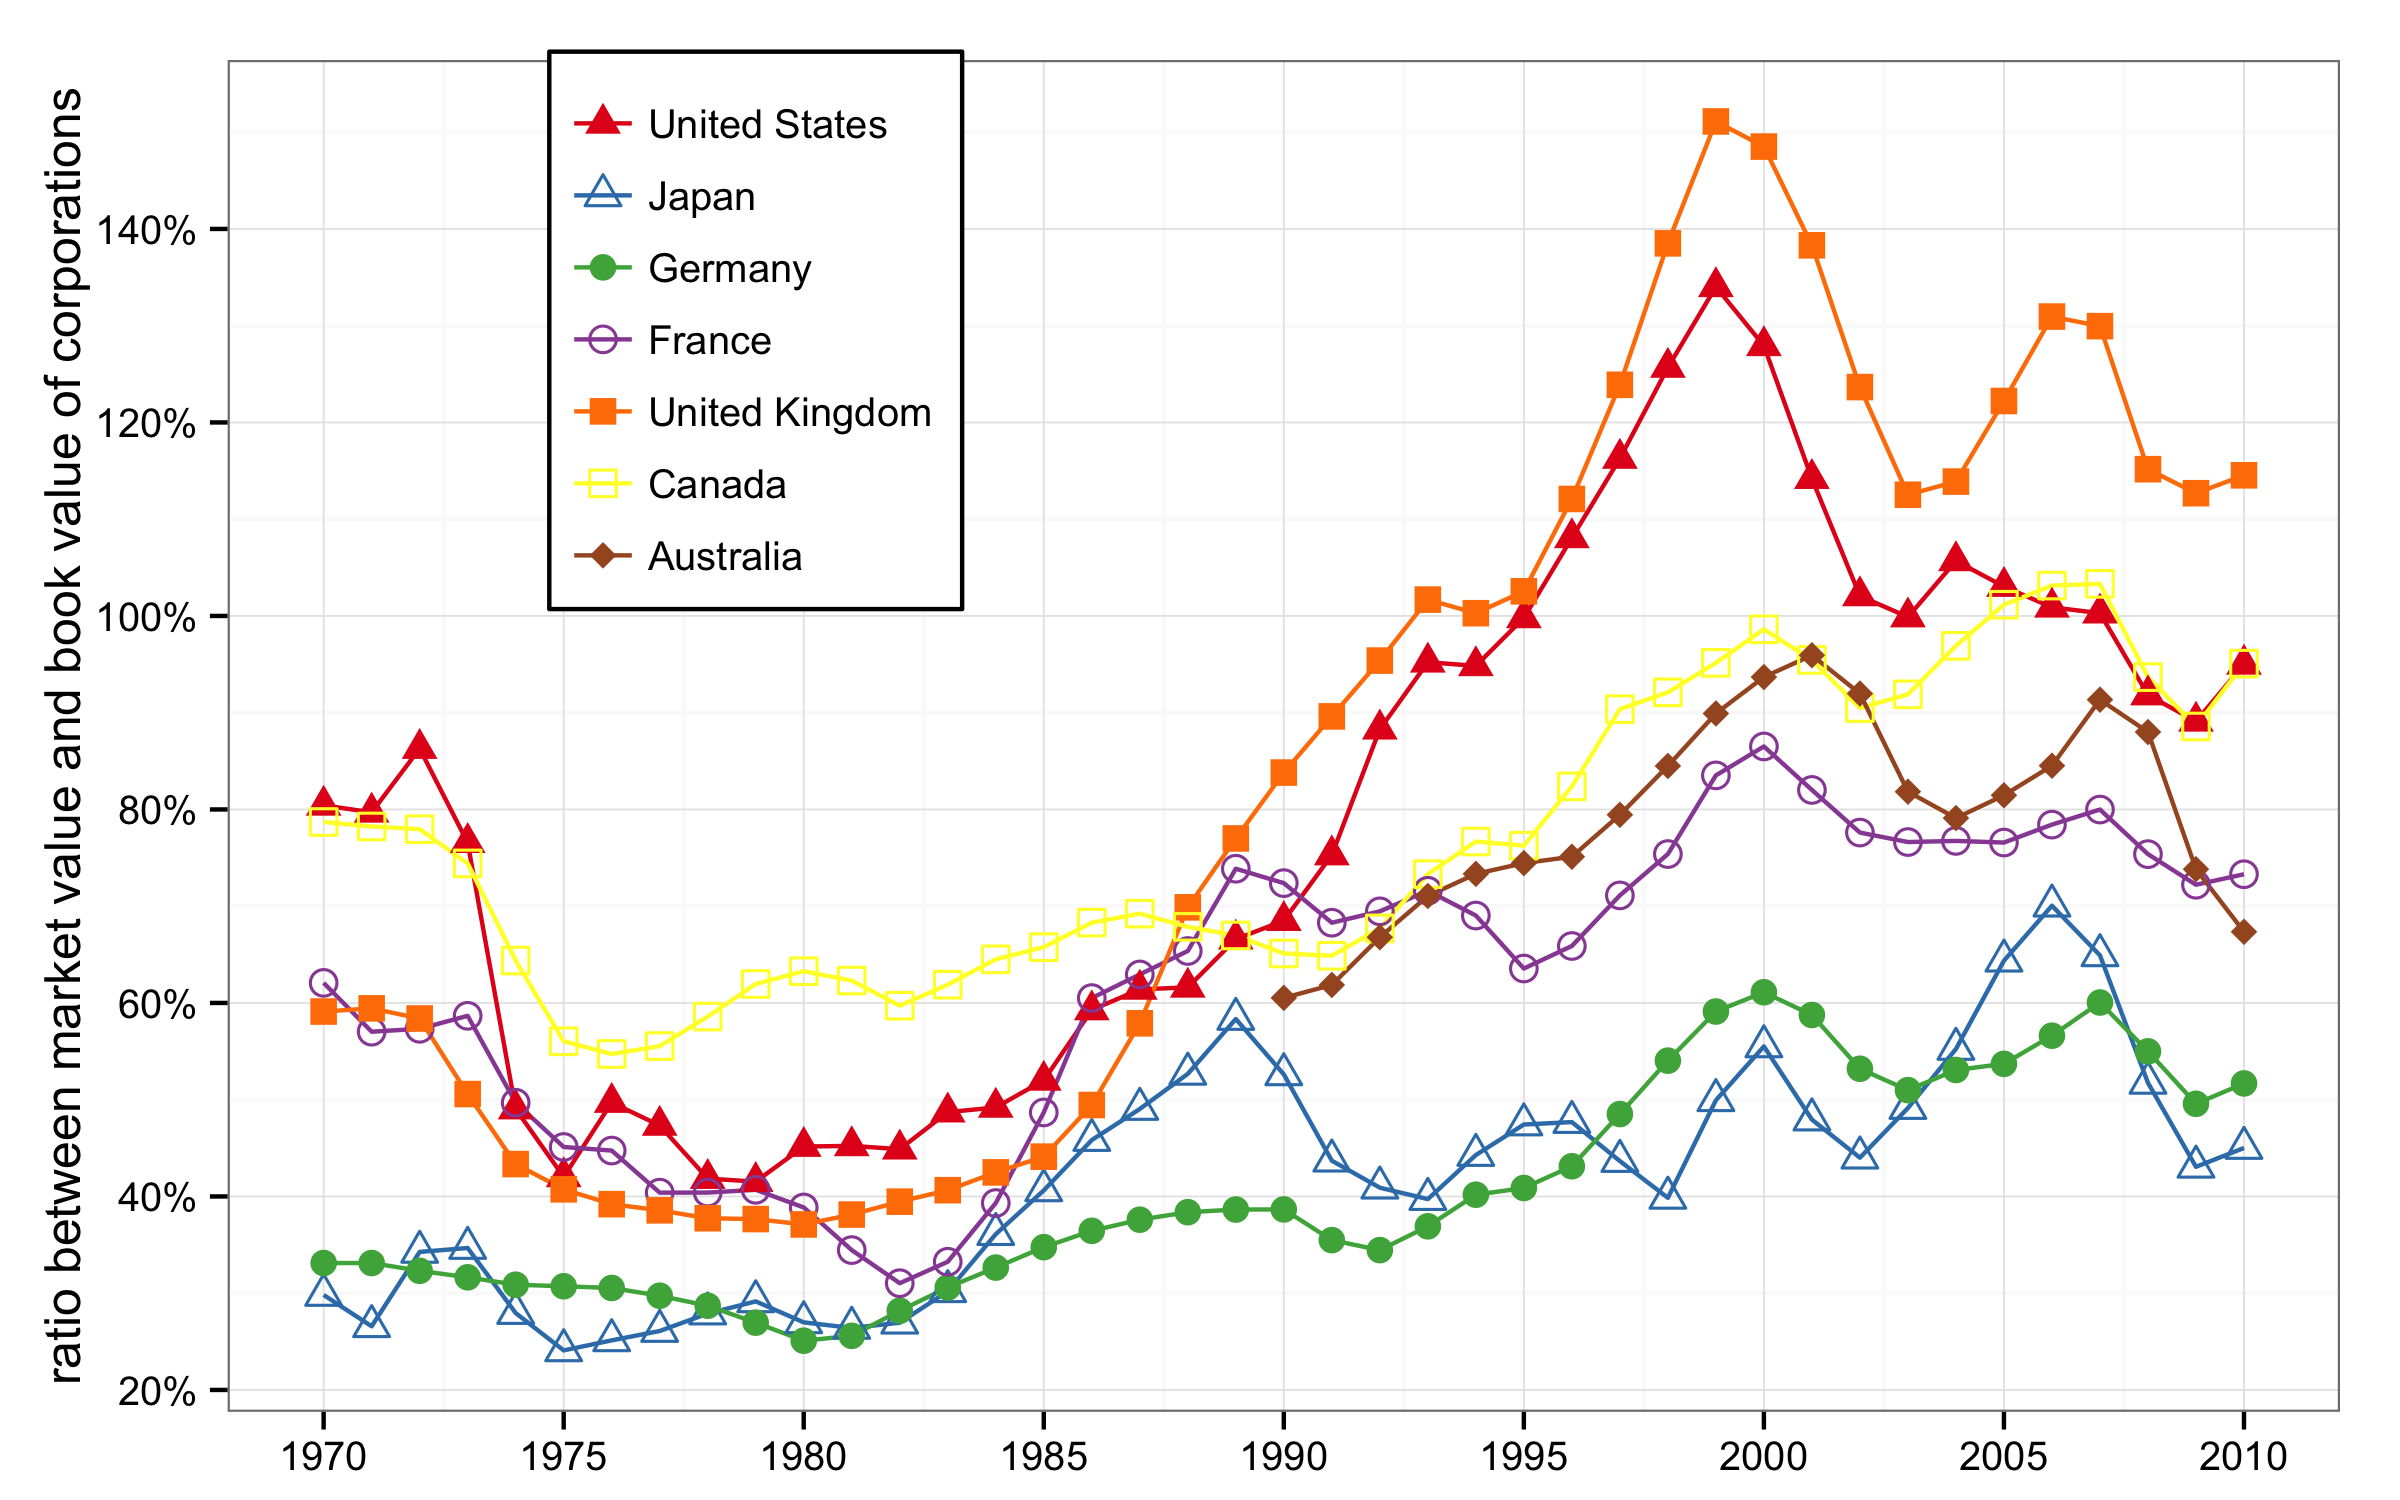 ratio between market value and book value of corporations
United States
Japan
Germany
France
United Kingdom
Canada
Australia
140%
120%
100%
80%
60%
40%
20%
1970 1975 1980 1985 1990 1995 2000 2005 2010